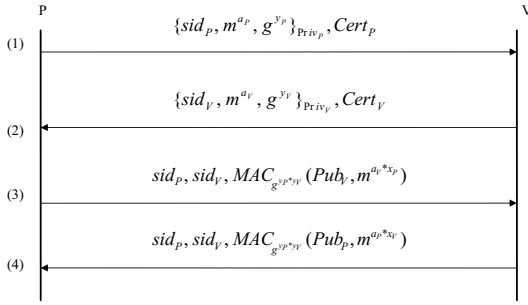 P V
{sid_P, m^{a_P}, g^{y_P}}_{Priv_P}, Cert_P
(1)
{sid_V, m^{a_V}, g^{y_V}}_{Priv_V}, Cert_V
(2)
sid_P, sid_V, MAC_{g^{y_P*y_V}}(Pub_V, m^{a_V*x_P})
(3)
sid_P, sid_V, MAC_{g^{y_P*y_V}}(Pub_P, m^{a_P*x_V})
(4)